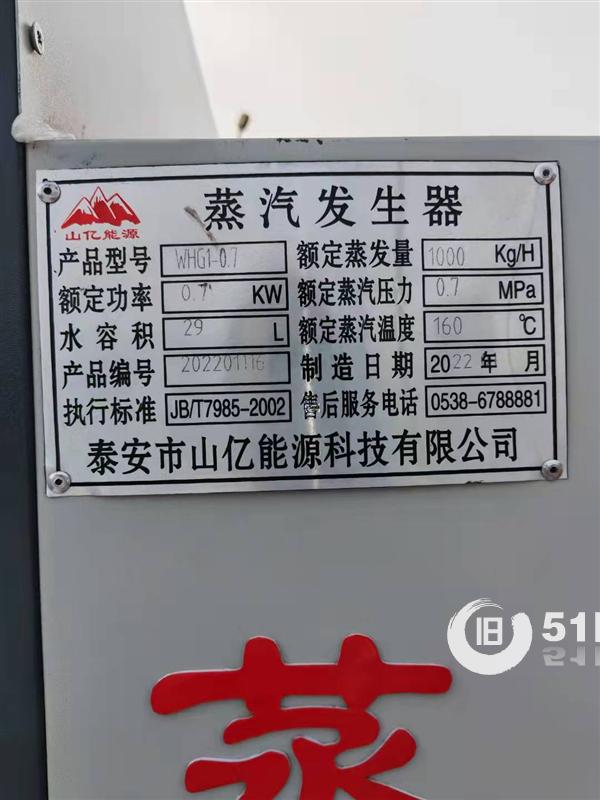 蒸汽发生器
山亿能源
产品型号 WHG1-0.7 额定蒸发量 1000 Kg/H
额定功率 0.7 KW 额定蒸汽压力 0.7 MPa
水容积 29 L 额定蒸汽温度 160 ℃
产品编号 202201116 制造日期 2022年 月
执行标准 JB/T7985-2002 售后服务电话 0538-6788881
泰安市山亿能源科技有限公司
旧 51
蒸